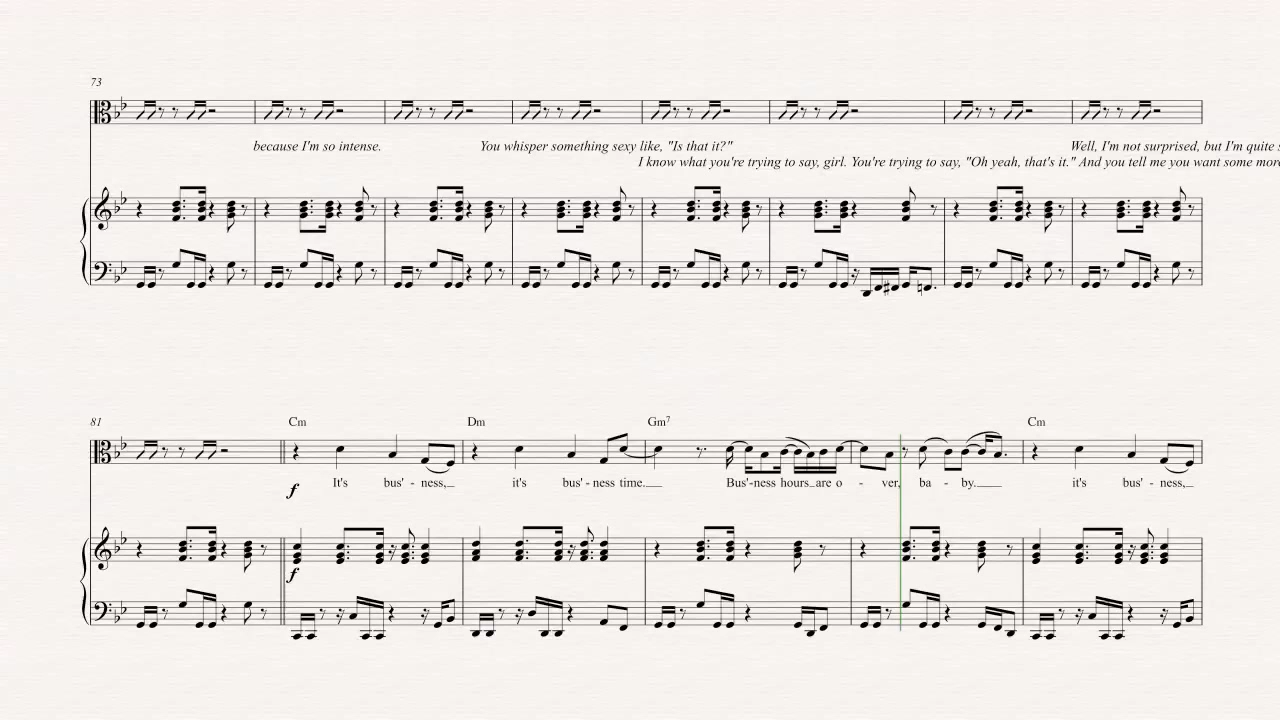 73
because I'm so intense. You whisper something sexy like, "Is that it?" Well, I'm not surprised, but I'm quite s
I know what you're trying to say, girl. You're trying to say, "Oh yeah, that's it." And you tell me you want some mor
81 Cm Dm Gm7 Cm
f It's bus' - ness,_ it's bus' - ness time.__ Bus'-ness hours_are o - ver, ba - by.___ it's bus' - ness,_
f